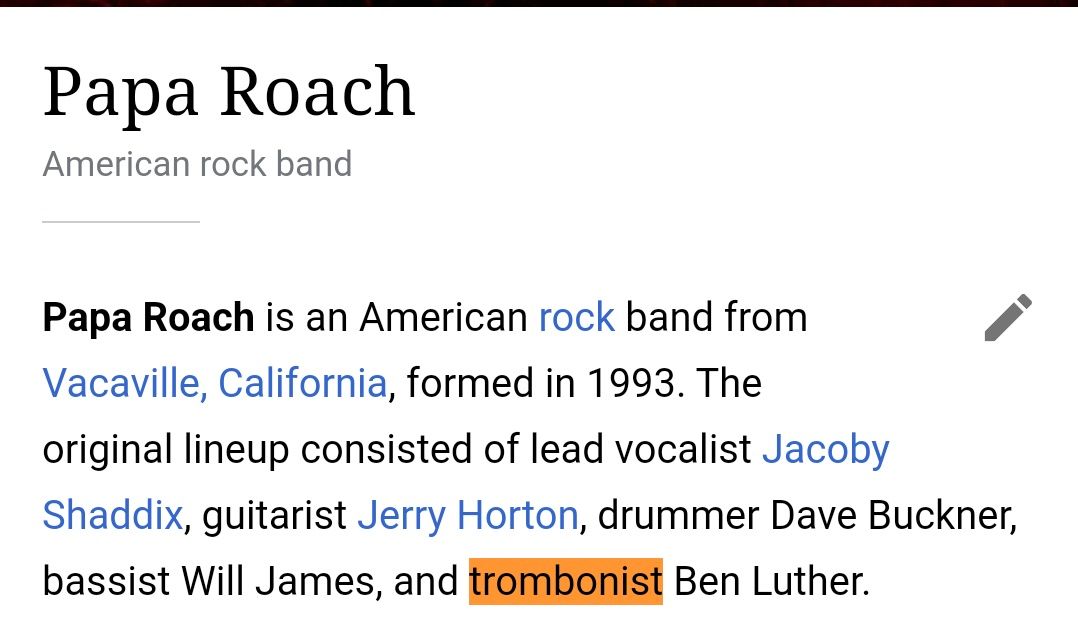 Papa Roach
American rock band
Papa Roach is an American rock band from
Vacaville, California, formed in 1993. The
original lineup consisted of lead vocalist Jacoby
Shaddix, guitarist Jerry Horton, drummer Dave Buckner,
bassist Will James, and trombonist Ben Luther.